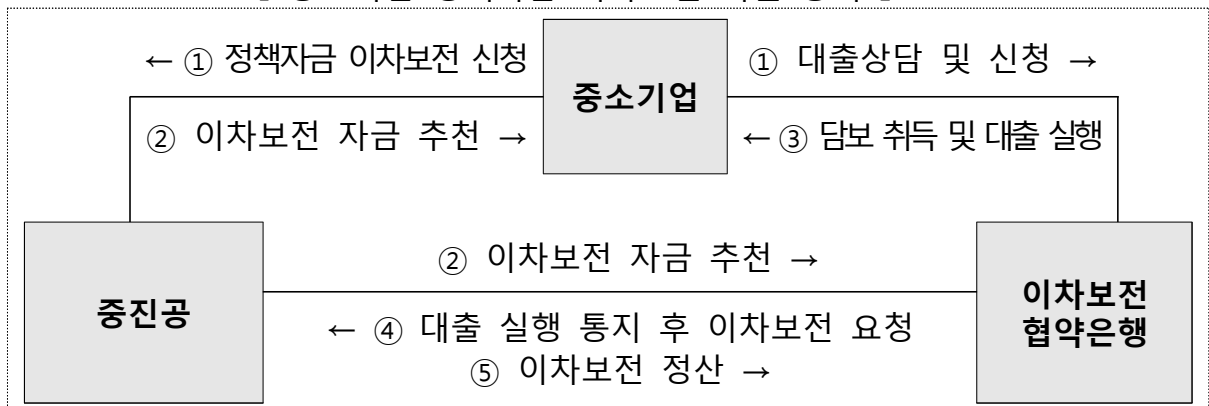 ← ① 정책자금 이차보전 신청
① 대출상담 및 신청 →
중소기업
② 이차보전 자금 추천 →
← ③ 담보 취득 및 대출 실행
② 이차보전 자금 추천 →
중진공
이차보전
협약은행
← ④ 대출 실행 통지 후 이차보전 요청
⑤ 이차보전 정산 →